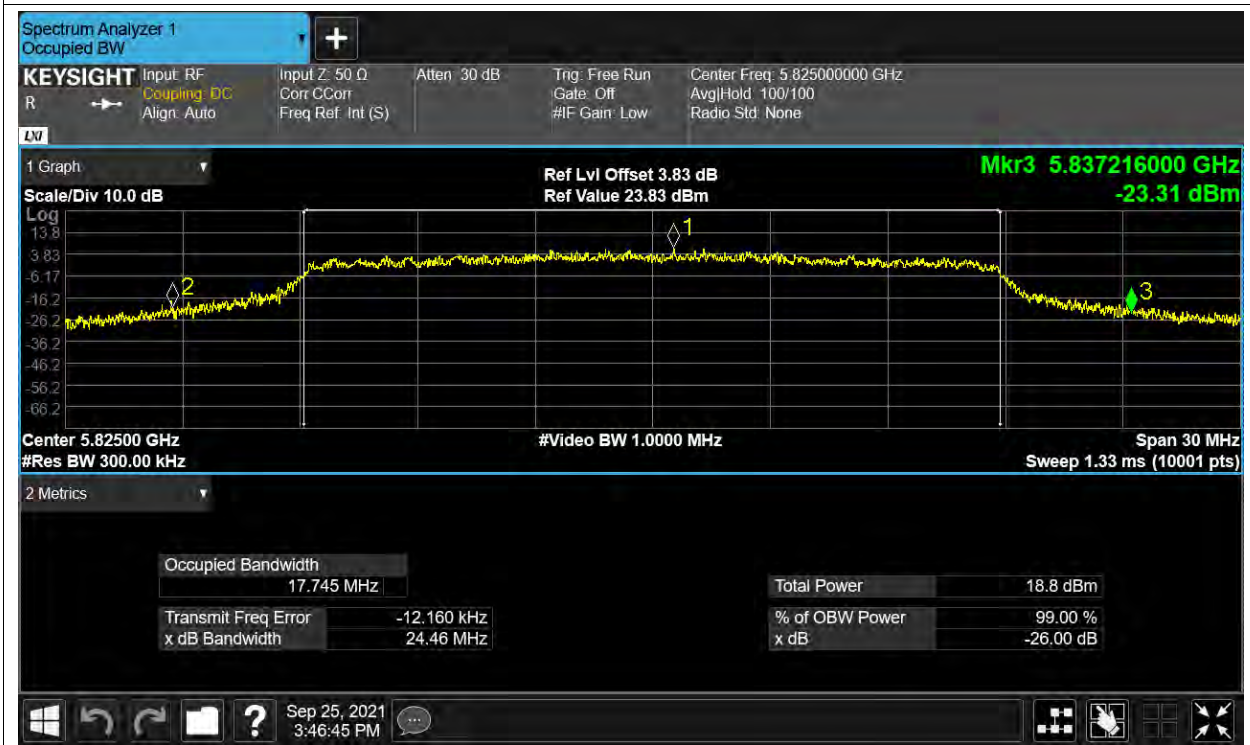 Spectrum Analyzer 1
Occupied BW
+
KEYSIGHT
R
LXI
Input: RF
Coupling: DC
Align: Auto
Input Z: 50 Ω
Corr CCorr
Freq Ref: Int (S)
Atten: 30 dB
Trig: Free Run
Gate: Off
#IF Gain: Low
Center Freq: 5.825000000 GHz
Avg|Hold: 100/100
Radio Std: None
1 Graph
Scale/Div 10.0 dB
Ref Lvl Offset 3.83 dB
Ref Value 23.83 dBm
Mkr3 5.837216000 GHz
-23.31 dBm
Log
13.8
3.83
-6.17
-16.2
-26.2
-36.2
-46.2
-56.2
-66.2
1
2
3
Center 5.82500 GHz
#Res BW 300.00 kHz
#Video BW 1.0000 MHz
Span 30 MHz
Sweep 1.33 ms (10001 pts)
2 Metrics
Occupied Bandwidth
17.745 MHz
Transmit Freq Error -12.160 kHz
x dB Bandwidth 24.46 MHz
Total Power 18.8 dBm
% of OBW Power 99.00 %
x dB -26.00 dB
?
Sep 25, 2021
3:46:45 PM